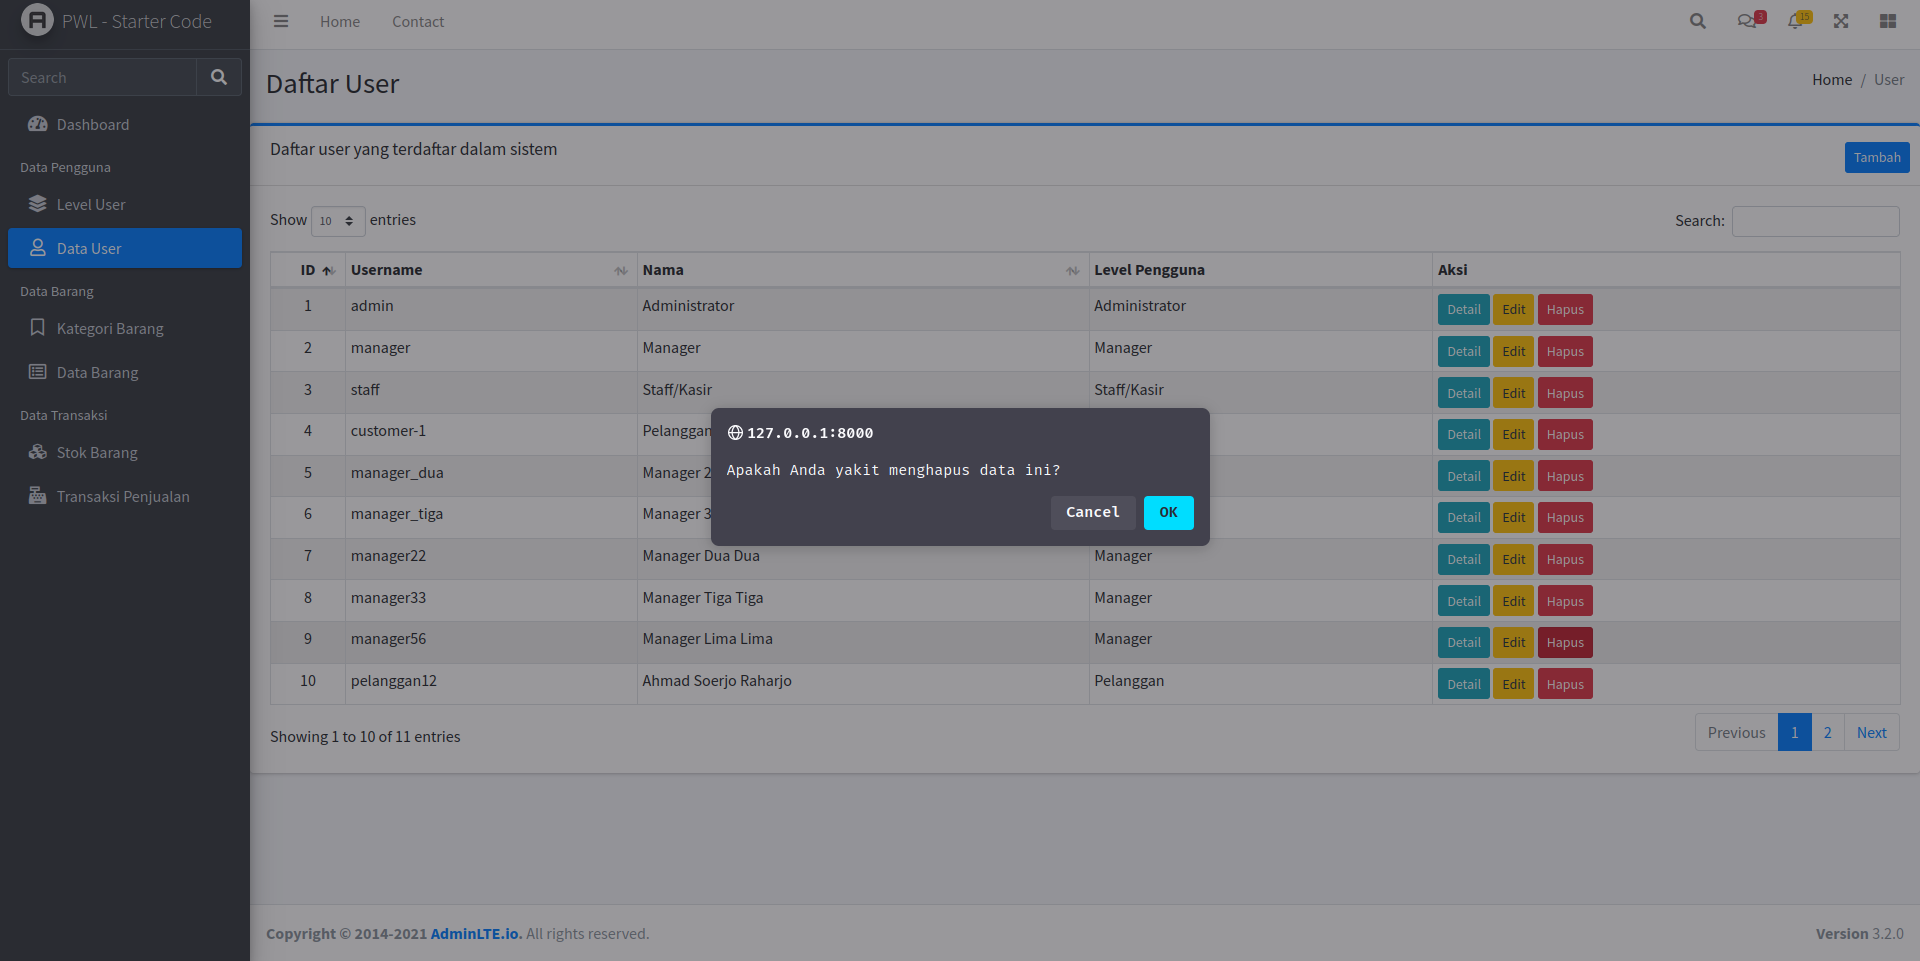 PWL - Starter Code
Home Contact
3 15
Search
Daftar User
Home / User
Dashboard
Data Pengguna
Level User
Data User
Data Barang
Kategori Barang
Data Barang
Data Transaksi
Stok Barang
Transaksi Penjualan
Daftar user yang terdaftar dalam sistem
Tambah
Show 10 entries
Search:
ID Username Nama Level Pengguna Aksi
1 admin Administrator Administrator Detail Edit Hapus
2 manager Manager Manager Detail Edit Hapus
3 staff Staff/Kasir Staff/Kasir Detail Edit Hapus
4 customer-1 Pelanggan Detail Edit Hapus
5 manager_dua Manager 2 Detail Edit Hapus
6 manager_tiga Manager 3 Detail Edit Hapus
7 manager22 Manager Dua Dua Manager Detail Edit Hapus
8 manager33 Manager Tiga Tiga Manager Detail Edit Hapus
9 manager56 Manager Lima Lima Manager Detail Edit Hapus
10 pelanggan12 Ahmad Soerjo Raharjo Pelanggan Detail Edit Hapus
127.0.0.1:8000
Apakah Anda yakit menghapus data ini?
Cancel OK
Showing 1 to 10 of 11 entries
Previous 1 2 Next
Copyright © 2014-2021 AdminLTE.io. All rights reserved.
Version 3.2.0